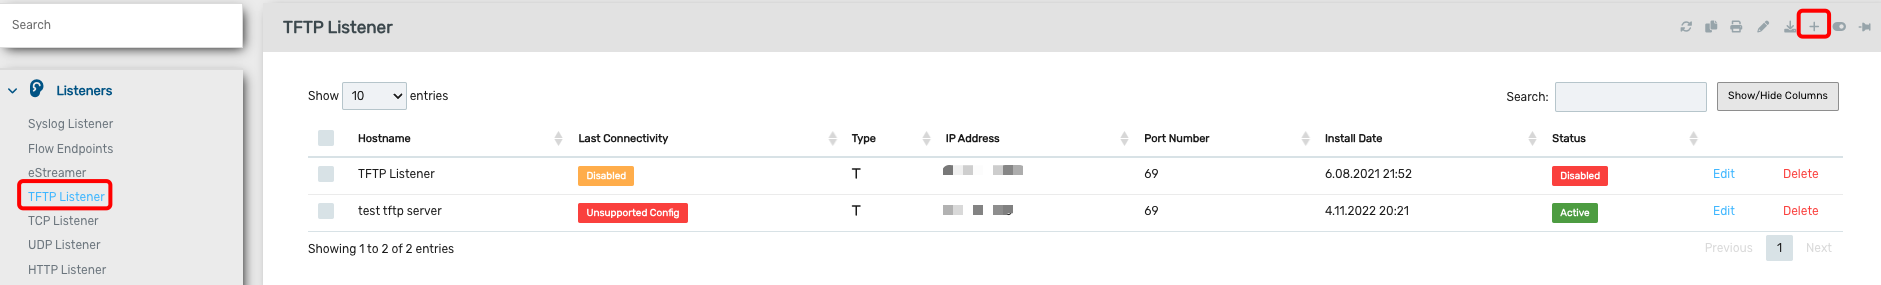 Search
TFTP Listener
Listeners
Syslog Listener
Flow Endpoints
eStreamer
TFTP Listener
TCP Listener
UDP Listener
HTTP Listener
Show 10 entries
Search:
Show/Hide Columns
Hostname Last Connectivity Type IP Address Port Number Install Date Status
TFTP Listener Disabled T 69 6.08.2021 21:52 Disabled Edit Delete
test tftp server Unsupported Config T 69 4.11.2022 20:21 Active Edit Delete
Showing 1 to 2 of 2 entries
Previous 1 Next